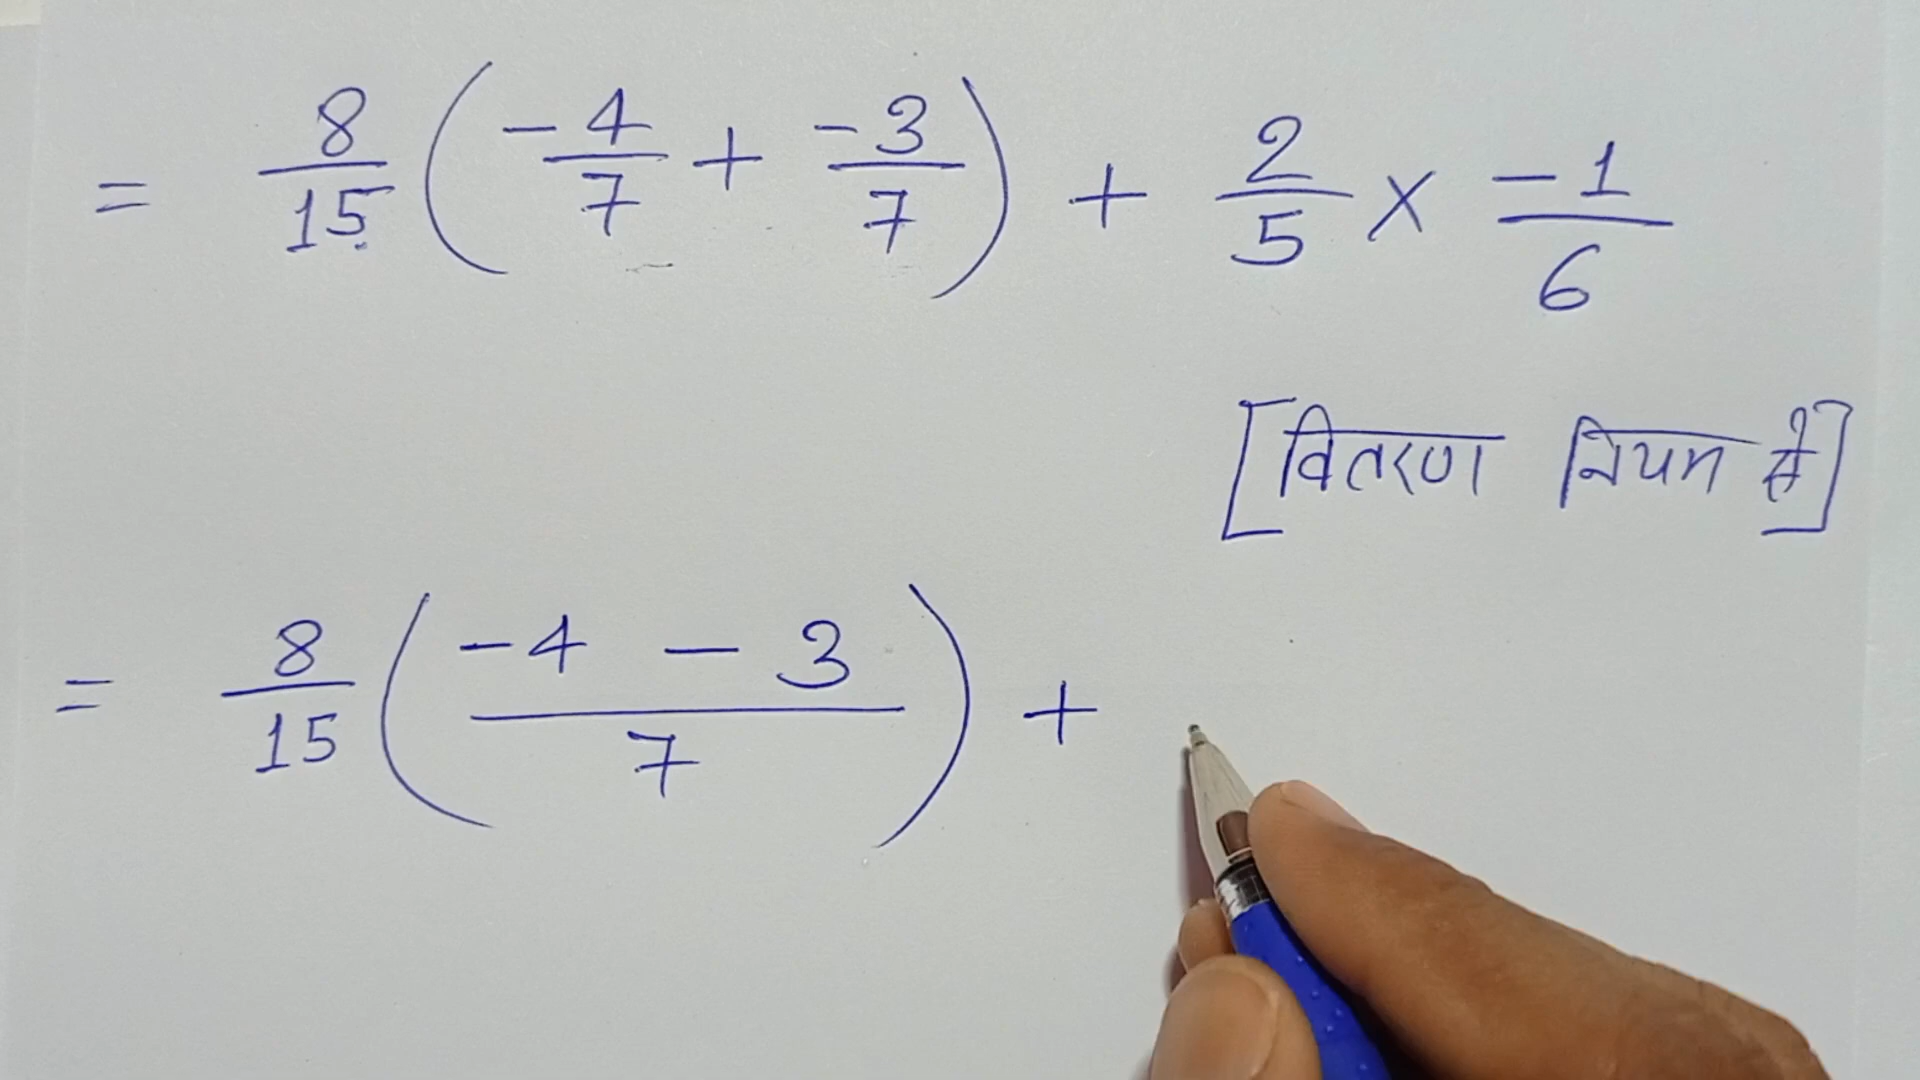 = 8/15 ( -4/7 + -3/7 ) + 2/5 × -1/6
[वितरण नियम से]
= 8/15 ( -4 - 3 / 7 ) +